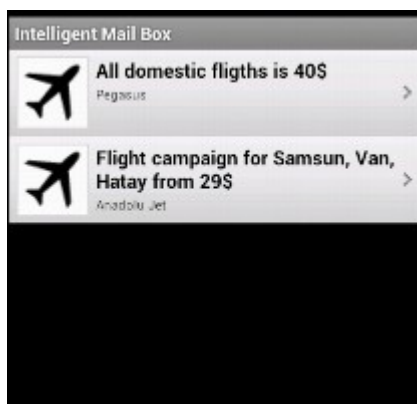 Intelligent Mail Box
All domestic fligths is 40$
Pegasus
Flight campaign for Samsun, Van,
Hatay from 29$
Anadolu Jet